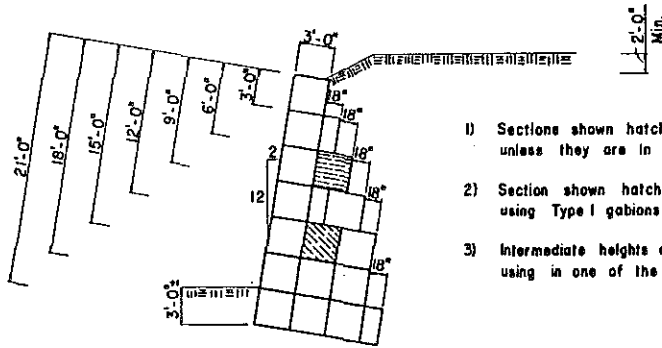 3'-0"
2'-0"
Min.
21'-0"
18'-0"
15'-0"
12'-0"
9'-0"
6'-0"
3'-0"
18"
18"
18"
18"
18"
2
12
3'-0"±
1) Sections shown hatch
unless they are in
2) Section shown hatch
using Type I gabions
3) Intermediate heights
using in one of the